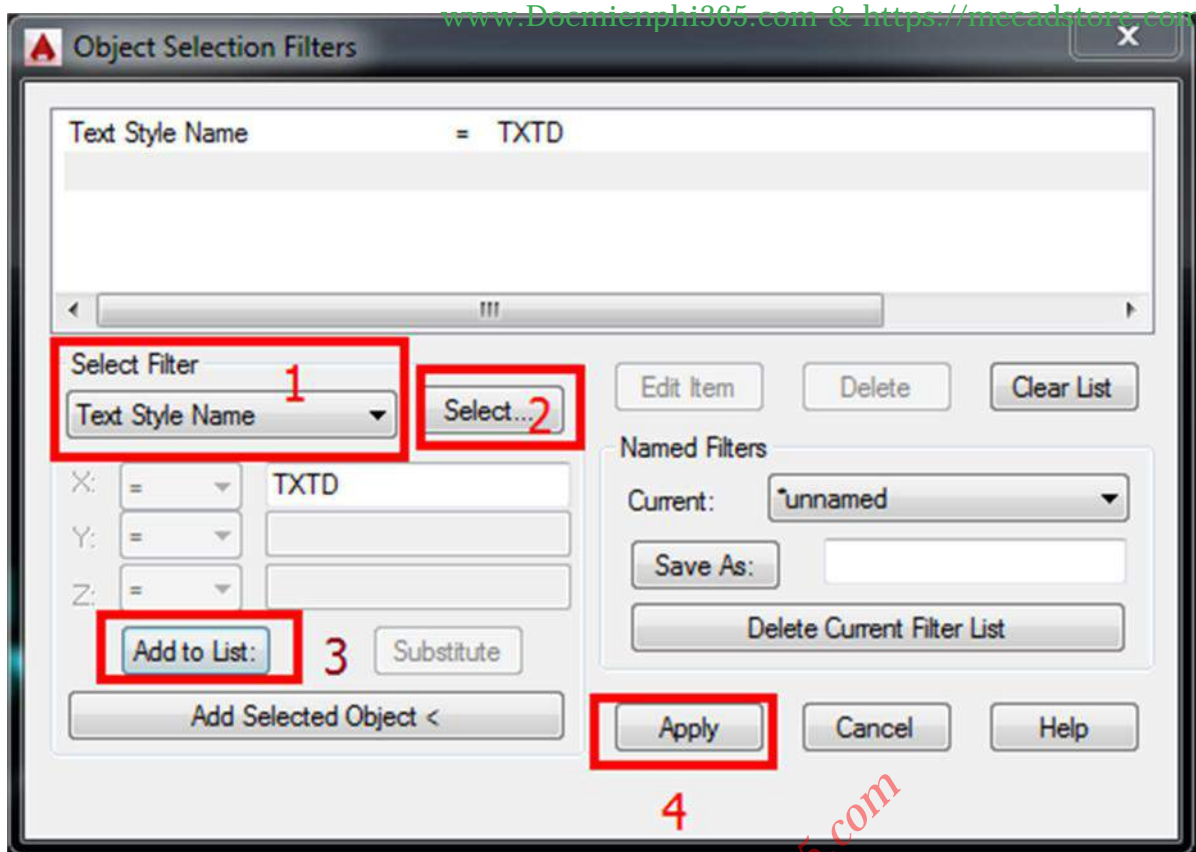 www.Docmienphi365.com & https://mecadstore.com
Object Selection Filters
X
Text Style Name = TXTD
Select Filter
1
Text Style Name
Select...
2
Edit Item
Delete
Clear List
X: =
TXTD
Y: =
Z: =
Named Filters
Current:
*unnamed
Save As:
Delete Current Filter List
Add to List:
3
Substitute
Add Selected Object <
Apply
Cancel
Help
4
.com